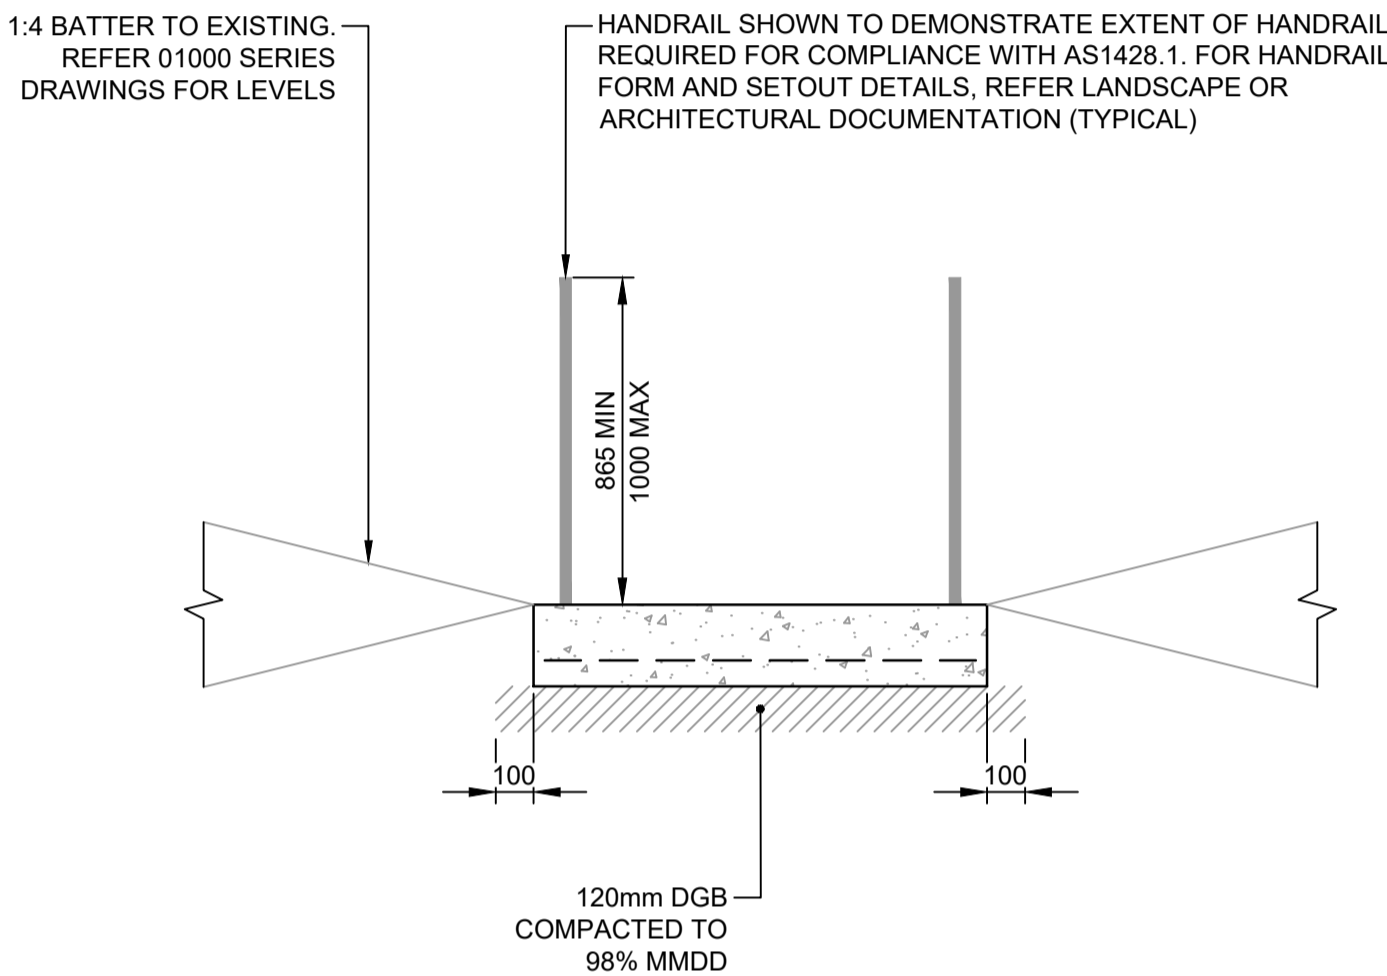 1:4 BATTER TO EXISTING.
REFER 01000 SERIES
DRAWINGS FOR LEVELS
HANDRAIL SHOWN TO DEMONSTRATE EXTENT OF HANDRAIL
REQUIRED FOR COMPLIANCE WITH AS1428.1. FOR HANDRAIL
FORM AND SETOUT DETAILS, REFER LANDSCAPE OR
ARCHITECTURAL DOCUMENTATION (TYPICAL)
865 MIN
1000 MAX
100
100
120mm DGB
COMPACTED TO
98% MMDD